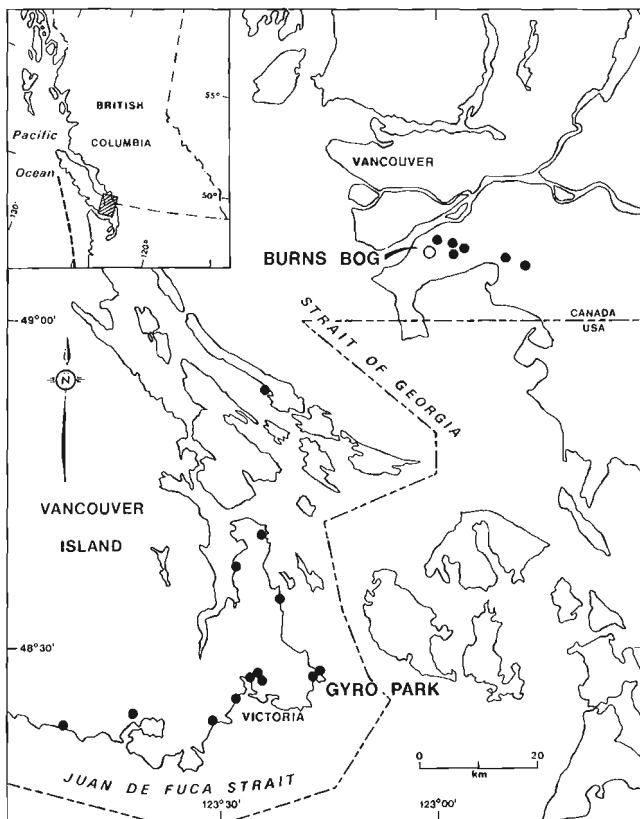 BRITISH
COLUMBIA
Pacific
Ocean
55°
50°
130°
120°
VANCOUVER
BURNS BOG
49°00'
CANADA
USA
STRAIT OF GEORGIA
N
VANCOUVER
ISLAND
48°30'
GYRO PARK
VICTORIA
0 20
km
JUAN DE FUCA STRAIT
123°30'
123°00'